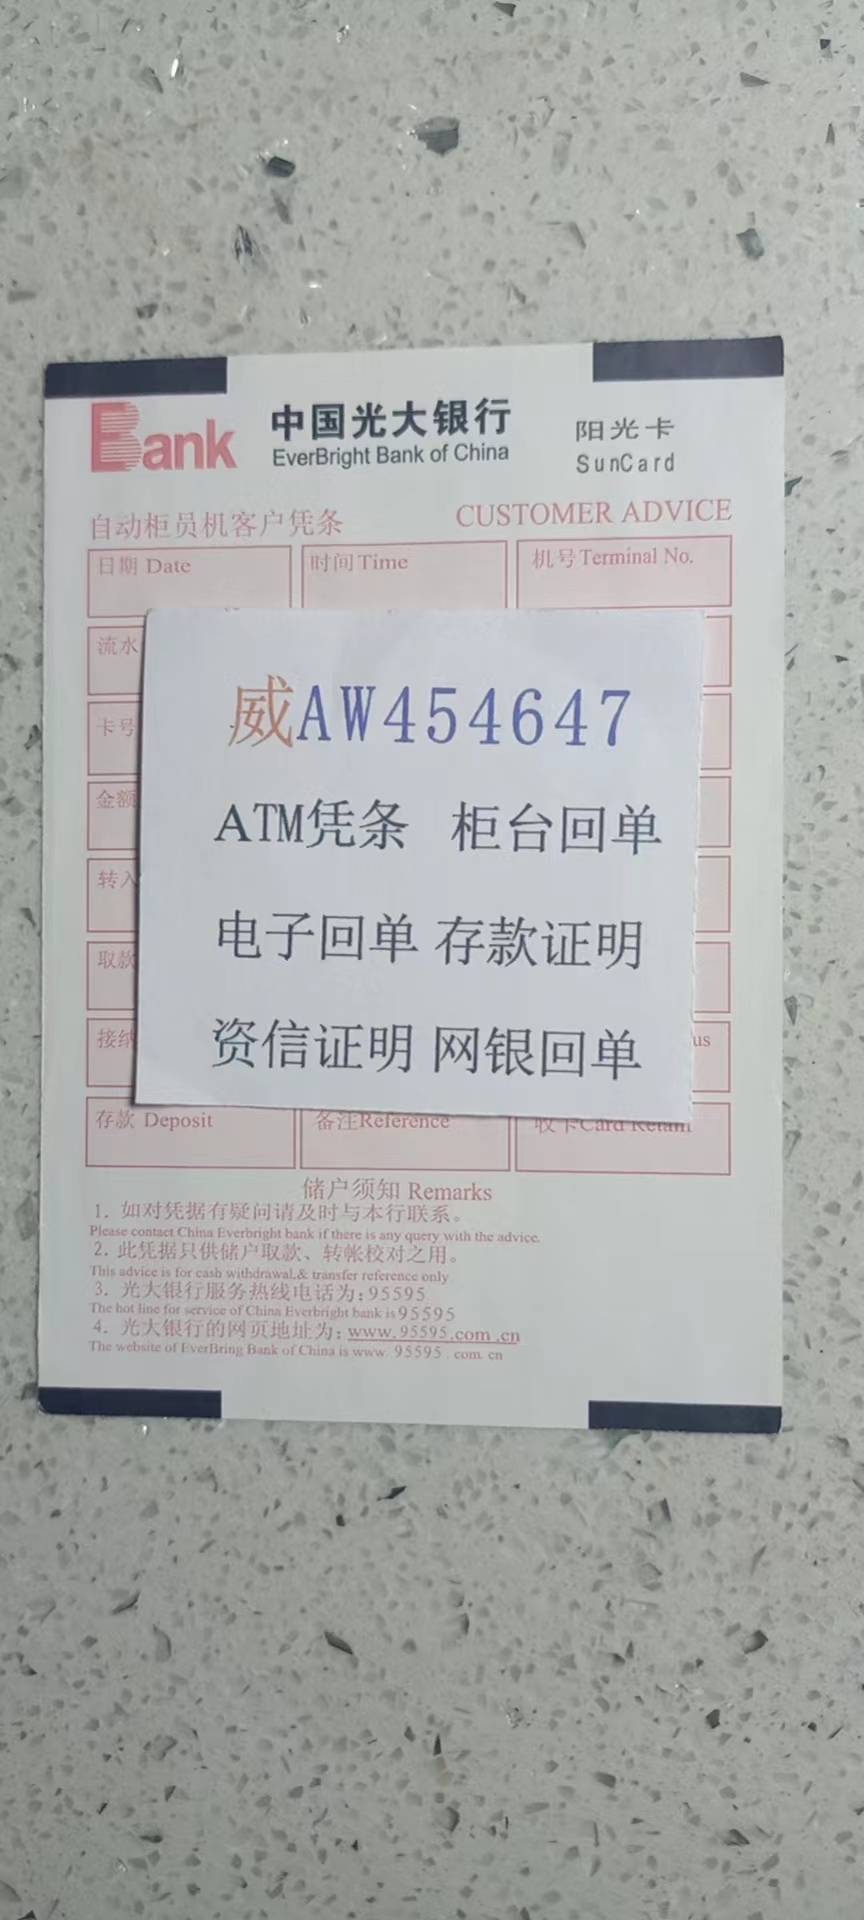 Bank 中国光大银行 阳光卡
EverBright Bank of China SunCard
自动柜员机客户凭条 CUSTOMER ADVICE
日期 Date 时间 Time 机号 Terminal No.
流水
卡号
金额
转入
取款
接纳
us
威AW454647
ATM凭条 柜台回单
电子回单 存款证明
资信证明 网银回单
存款 Deposit 备注Reference 收卡Card Retain
储户须知 Remarks
1. 如对凭据有疑问请及时与本行联系。
Please contact China Everbright bank if there is any query with the advice.
2. 此凭据只供储户取款、转帐校对之用。
This advice is for cash withdrawal,& transfer reference only
3. 光大银行服务热线电话为:95595
The hot line for service of China Everbright bank is 95595
4. 光大银行的网页地址为: www.95595.com.cn
The website of EverBring Bank of China is www. 95595 . com. cn